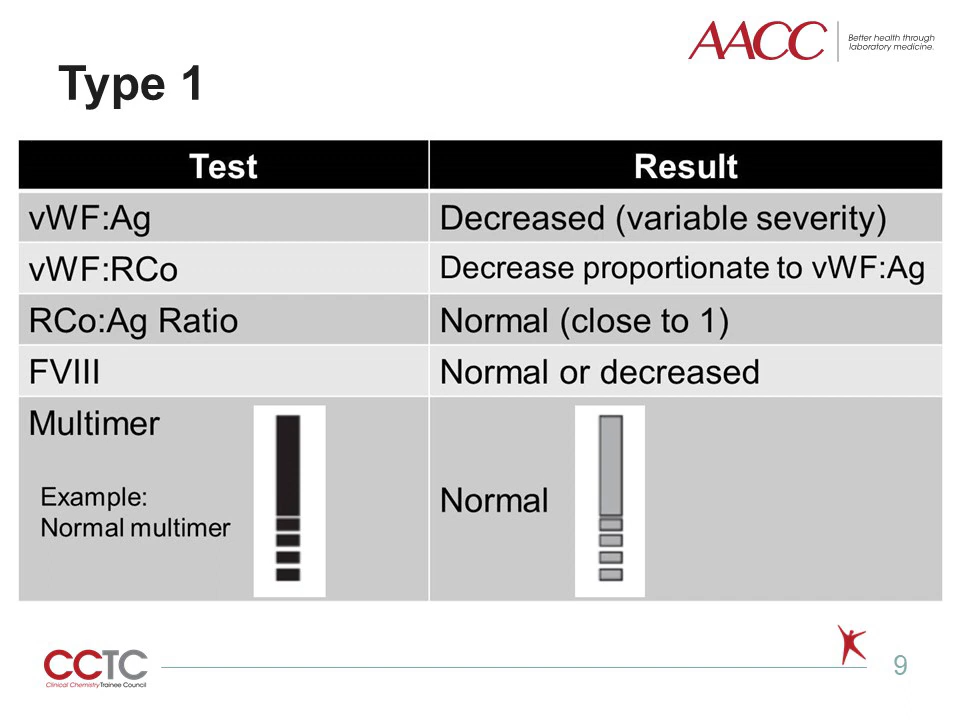 AACC
Better health through
laboratory medicine.
Type 1
Test
Result
vWF:Ag
Decreased (variable severity)
vWF:RCo
Decrease proportionate to vWF:Ag
RCo:Ag Ratio
Normal (close to 1)
FVIII
Normal or decreased
Multimer
Example:
Normal multimer
Normal
CCTC
Clinical Chemistry Trainee Council
9